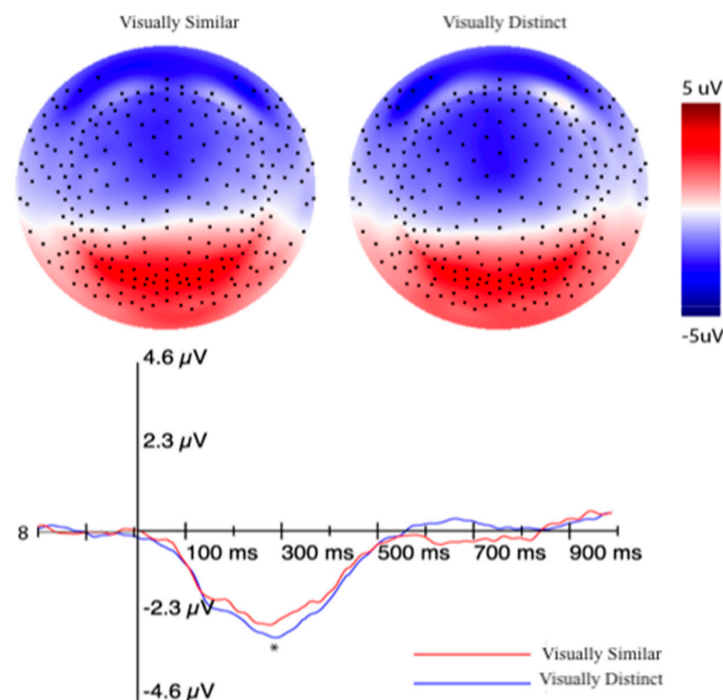 Visually Similar
Visually Distinct
5 uV
-5uV
4.6 µV
2.3 µV
8
100 ms 300 ms 500 ms 700 ms 900 ms
-2.3 µV
*
Visually Similar
Visually Distinct
-4.6 µV